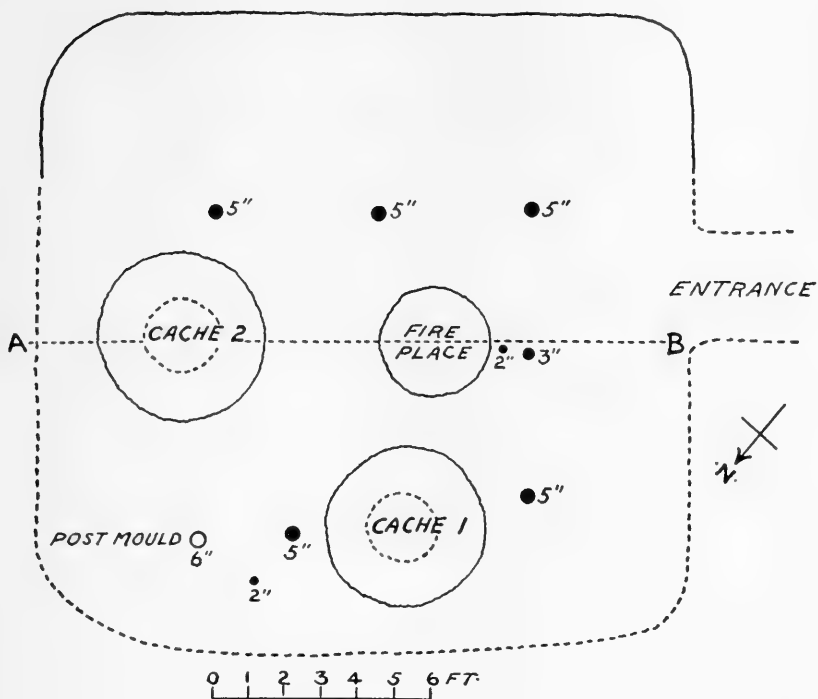 5"
5"
5"
ENTRANCE
CACHE 2
FIRE
PLACE
A
B
2"
3"
N.
5"
CACHE 1
POST MOULD
6"
5"
2"
0 1 2 3 4 5 6 FT.